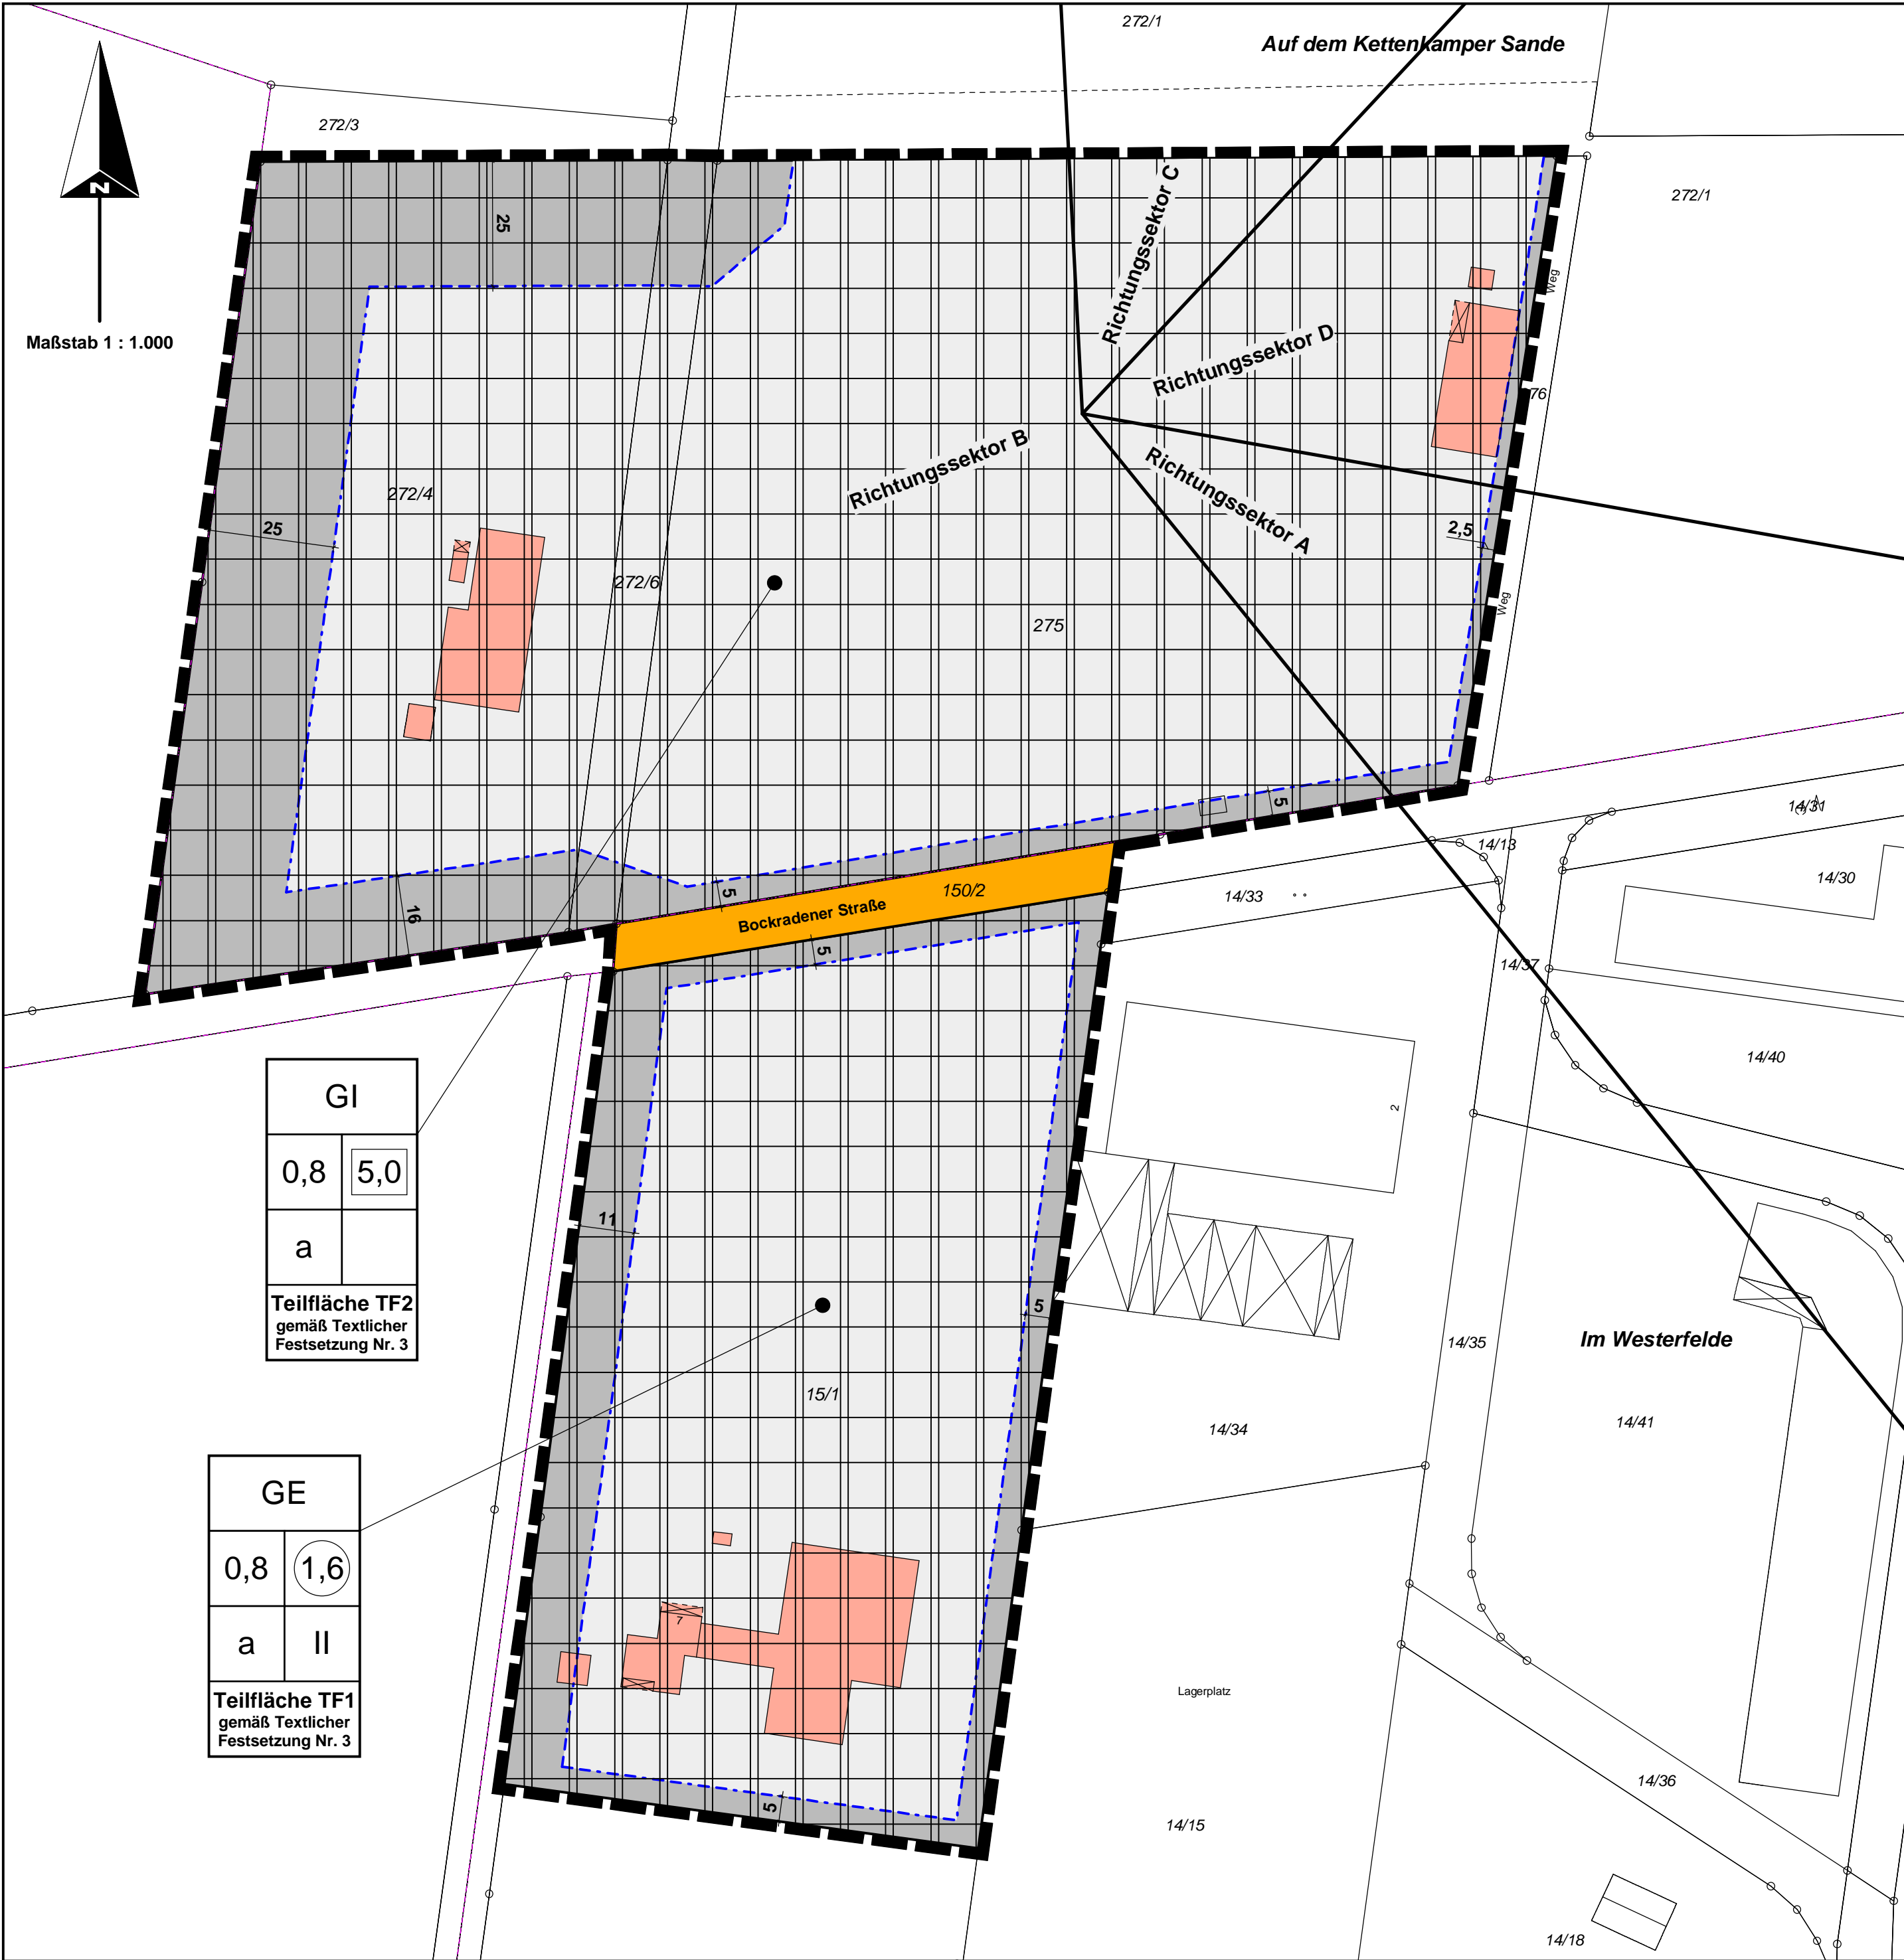 272/1
Auf dem Kettenkamper Sande
272/3
N
Maßstab 1 : 1.000
272/1
25
Richtungssektor C
Weg
Richtungssektor D
76
Richtungssektor B
Richtungssektor A
272/4
25
2,5
272/6
275
Weg
5
14/31
14/13
14/30
5
150/2
14/33
16
Bockradener Straße
5
14/37
14/40
GI
0,8
5,0
a
Teilfläche TF2
gemäß Textlicher
Festsetzung Nr. 3
2
11
5
14/35
Im Westerfelde
15/1
14/34
14/41
GE
0,8
1,6
a
II
Teilfläche TF1
gemäß Textlicher
Festsetzung Nr. 3
7
Lagerplatz
5
14/36
14/15
14/18